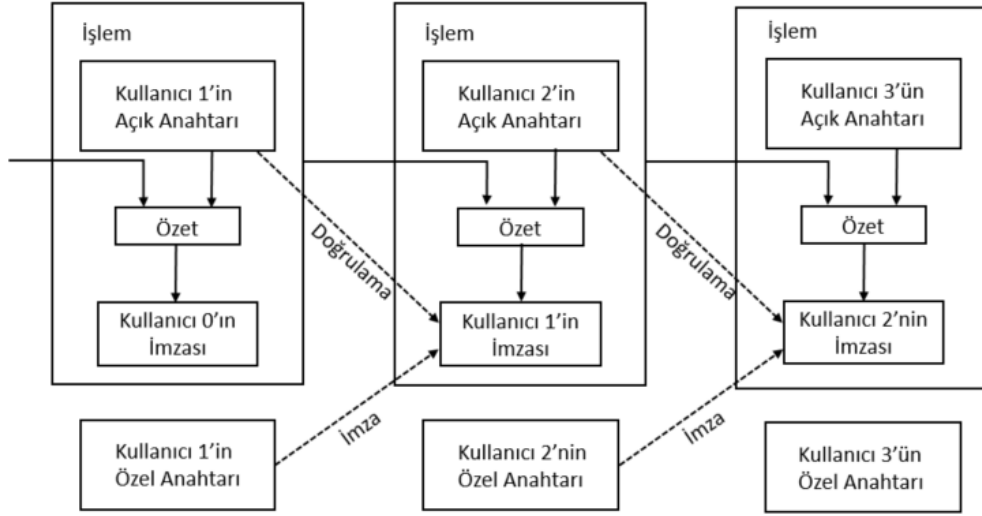 İşlem
Kullanıcı 1'in
Açık Anahtarı
Özet
Kullanıcı 0'ın
İmzası
Kullanıcı 1'in
Özel Anahtarı
Doğrulama
İmza
İşlem
Kullanıcı 2'in
Açık Anahtarı
Özet
Kullanıcı 1'in
İmzası
Kullanıcı 2'nin
Özel Anahtarı
Doğrulama
İmza
İşlem
Kullanıcı 3'ün
Açık Anahtarı
Özet
Kullanıcı 2'nin
İmzası
Kullanıcı 3'ün
Özel Anahtarı